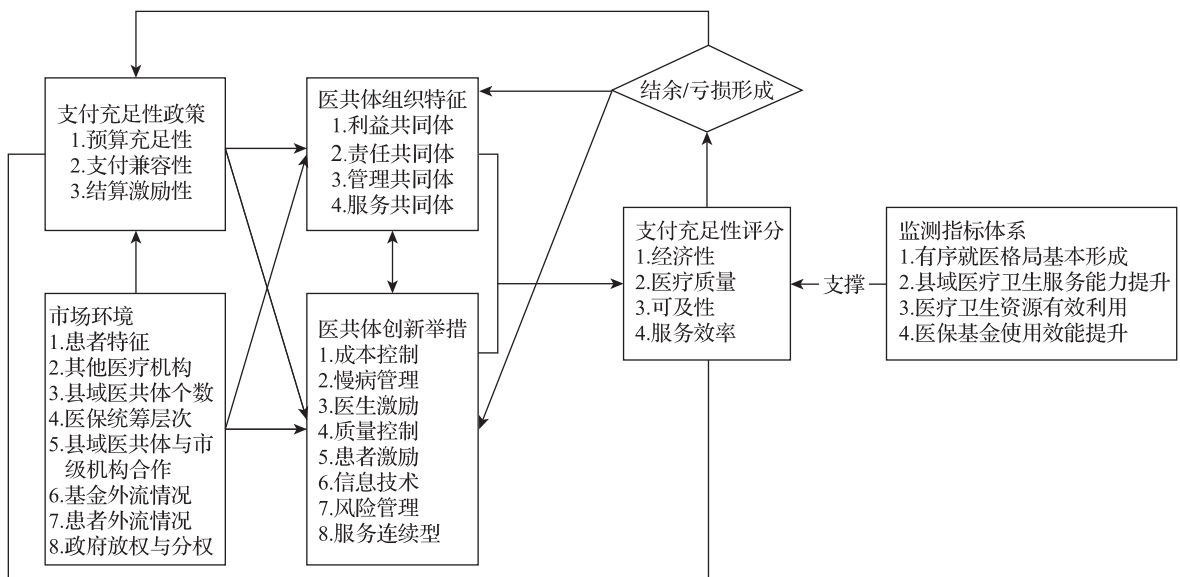 支付充足性政策
1.预算充足性
2.支付兼容性
3.结算激励性
医共体组织特征
1.利益共同体
2.责任共同体
3.管理共同体
4.服务共同体
结余/亏损形成
市场环境
1.患者特征
2.其他医疗机构
3.县域医共体个数
4.医保统筹层次
5.县域医共体与市
级机构合作
6.基金外流情况
7.患者外流情况
8.政府放权与分权
医共体创新举措
1.成本控制
2.慢病管理
3.医生激励
4.质量控制
5.患者激励
6.信息技术
7.风险管理
8.服务连续型
支付充足性评分
1.经济性
2.医疗质量
3.可及性
4.服务效率
支撑
监测指标体系
1.有序就医格局基本形成
2.县域医疗卫生服务能力提升
3.医疗卫生资源有效利用
4.医保基金使用效能提升